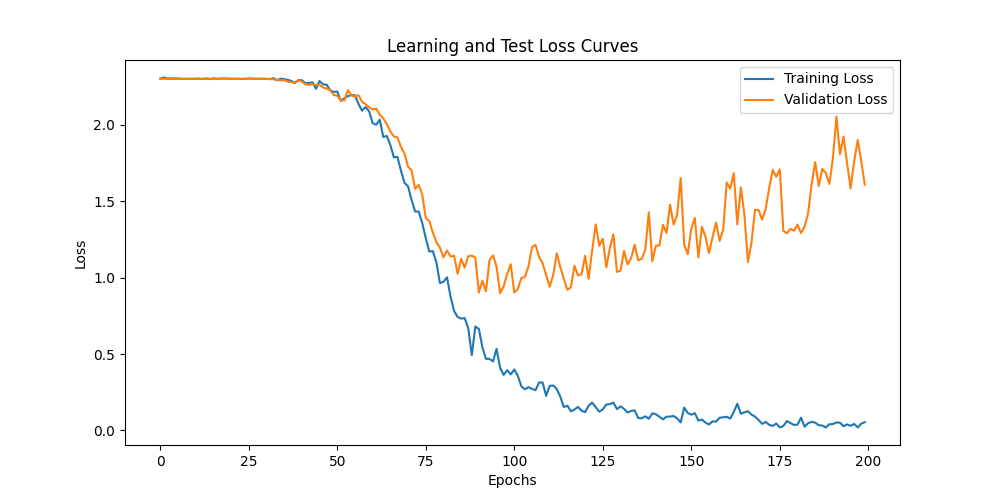 Learning and Test Loss Curves
Training Loss
Validation Loss
Loss
2.0
1.5
1.0
0.5
0.0
0 25 50 75 100 125 150 175 200
Epochs